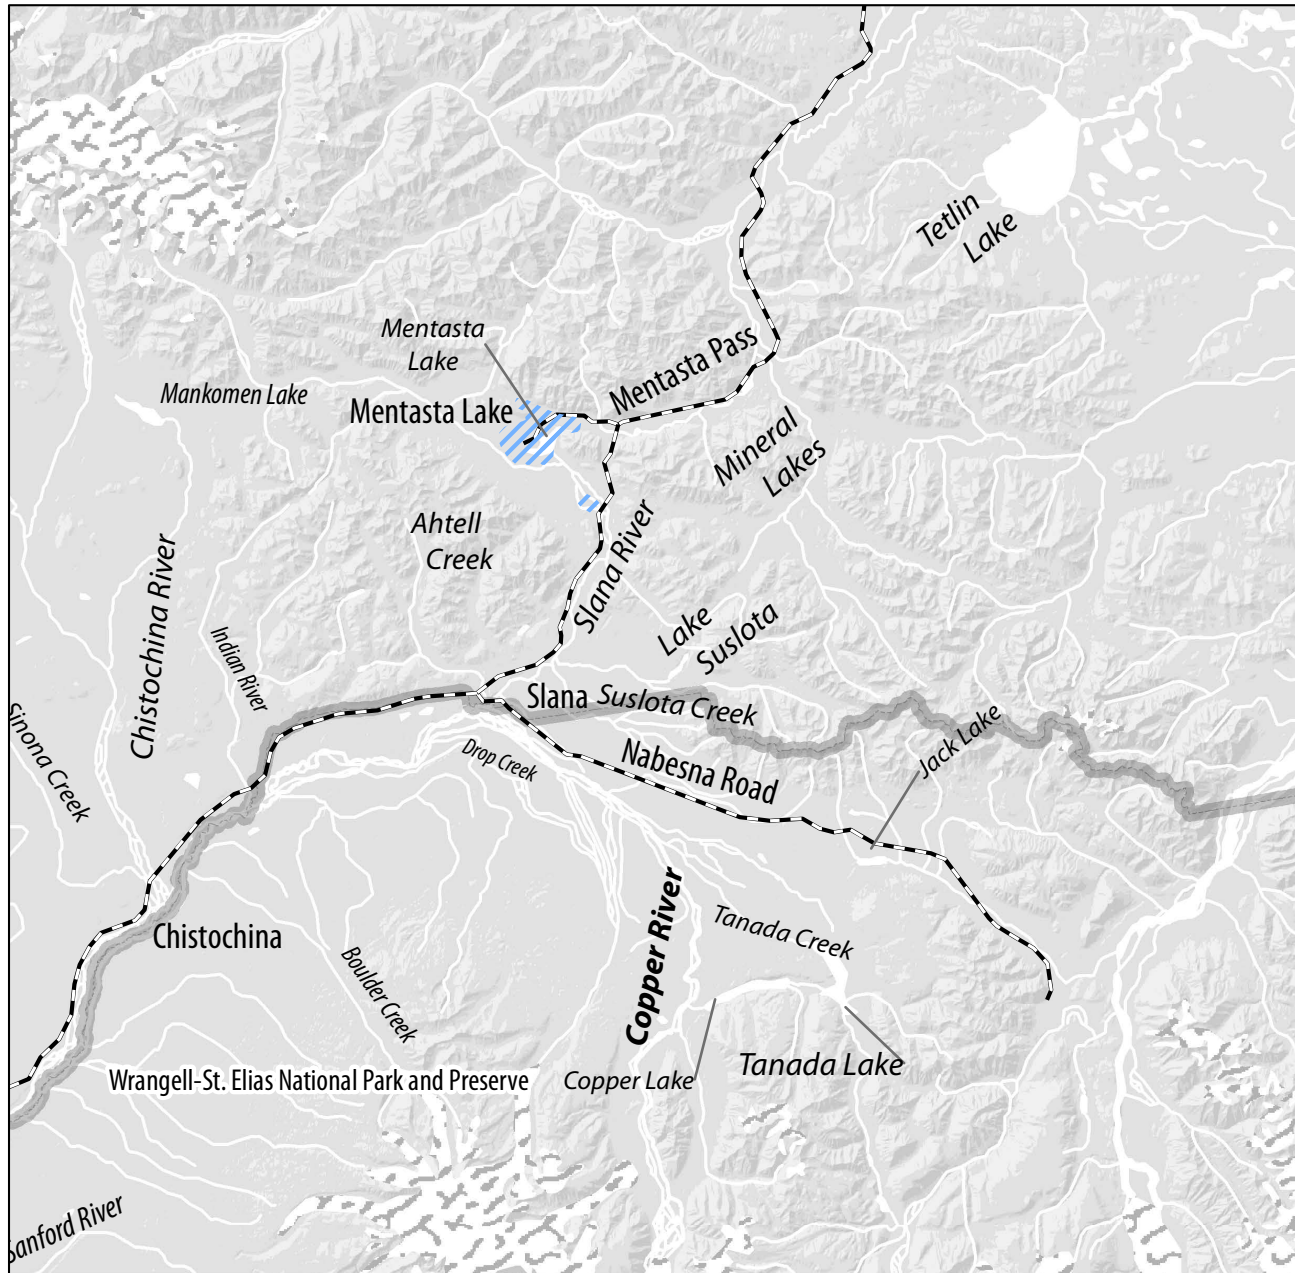 Tetlin
Lake
Mentasta
Lake
Mentasta Pass
Mankomen Lake
Mentasta Lake
Mineral
Lakes
Ahtell
Creek
Slana River
Chistochina River
Indian River
Lake
Suslota
Slana
Suslota Creek
Sinona Creek
Jack Lake
Drop Creek
Nabesna Road
Copper River
Tanada Creek
Chistochina
Boulder Creek
Copper Lake
Tanada Lake
Wrangell-St. Elias National Park and Preserve
Sanford River